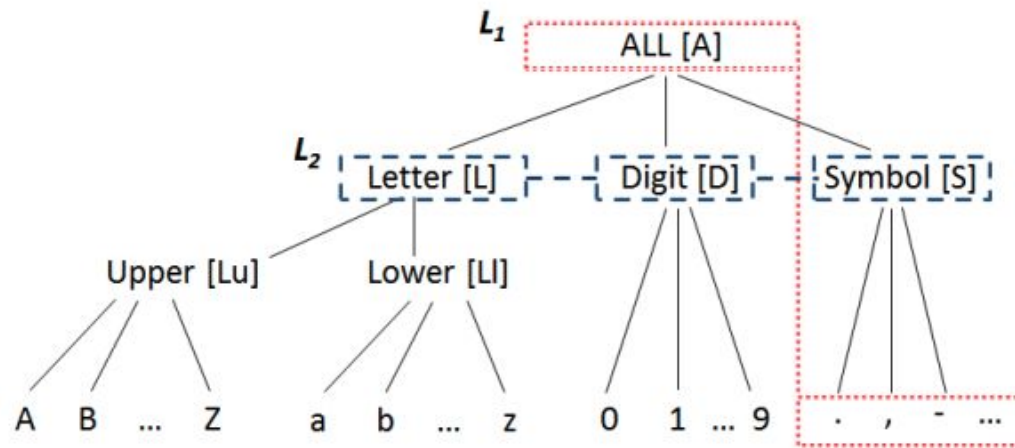 L1
ALL [A]
L2
Letter [L] Digit [D] Symbol [S]
Upper [Lu] Lower [Ll]
A B ... Z a b ... z 0 1 ... 9 . , - ...